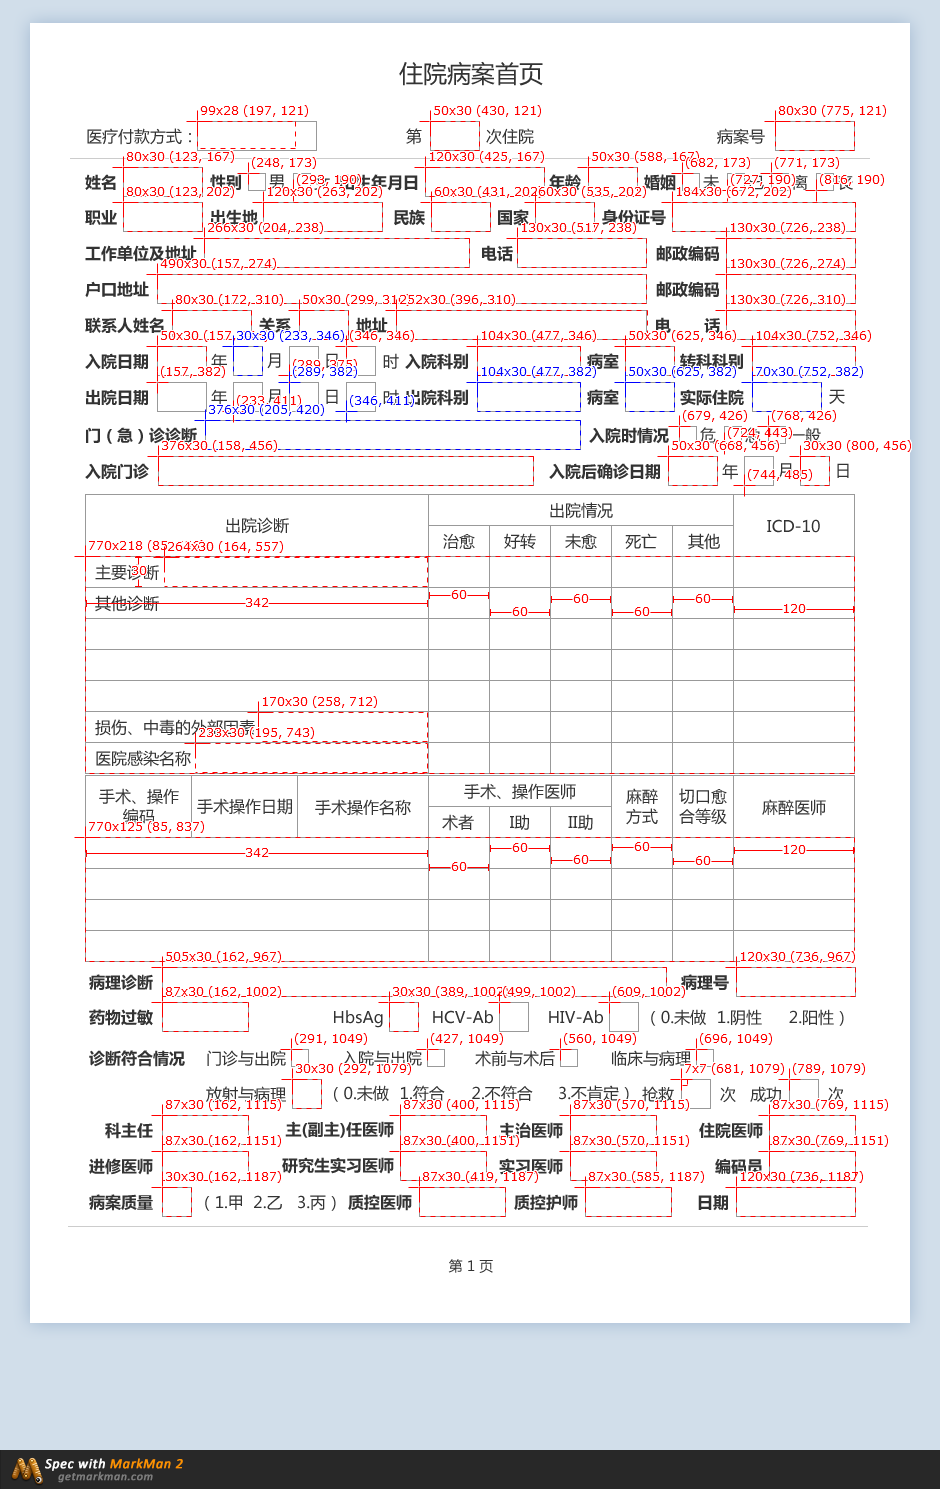 住院病案首页
99x28 (197, 121) 50x30 (430, 121) 80x30 (775, 121)
医疗付款方式： 第 次住院 病案号
80x30 (123, 167) (248, 173) 120x30 (425, 167) 50x30 (588, 167) (682, 173) (771, 173)
姓名 性别 男 (293, 190) 生年月日 年龄 婚姻 未 (727, 190) 离 (816, 190)
80x30 (123, 202) 120x30 (263, 202) 60x30 (431, 202) 60x30 (535, 202) 184x30 (672, 202)
职业 出生地 民族 国家 身份证号
266x30 (204, 238) 130x30 (517, 238) 130x30 (726, 238)
工作单位及地址 电话 邮政编码
490x30 (157, 274) 130x30 (726, 274)
户口地址 邮政编码
80x30 (172, 310) 50x30 (299, 310) 252x30 (396, 310) 130x30 (726, 310)
联系人姓名 关系 地址 电 话
50x30 (157, 30x30 (233, 346) (346, 346) 104x30 (477, 346) 50x30 (625, 346) 104x30 (752, 346)
入院日期 年 月 日 时 入院科别 病室 转科科别
(157, 382) (289, 375) (289, 382) 104x30 (477, 382) 50x30 (625, 382) 70x30 (752, 382)
出院日期 年 月 日 时 出院科别 病室 实际住院 天
(233, 411) (346, 411)
376x30 (205, 420) (679, 426) (768, 426)
门（急）诊诊断 入院时情况 危 (724, 443) 一般
376x30 (158, 456) 50x30 (668, 456) 30x30 (800, 456)
入院门诊 入院后确诊日期 年 月 日
(744, 485)
出院诊断 出院情况 ICD-10
治愈 好转 未愈 死亡 其他
770x218 (85, 264x30 (164, 557)
主要诊断 30
其他诊断 342 60 60 60 60 60 120
170x30 (258, 712)
损伤、中毒的外部因素
233x30 (195, 743)
医院感染名称
手术、操作编码 手术操作日期 手术操作名称 手术、操作医师 麻醉方式 切口愈合等级 麻醉医师
术者 I助 II助
770x125 (85, 837)
342 60 60 60 60 60 120
505x30 (162, 967) 120x30 (736, 967)
病理诊断 病理号
87x30 (162, 1002) 30x30 (389, 1002) (499, 1002) (609, 1002)
药物过敏 HbsAg HCV-Ab HIV-Ab （ 0.未做 1.阴性 2.阳性 ）
(291, 1049) (427, 1049) (560, 1049) (696, 1049)
诊断符合情况 门诊与出院 入院与出院 术前与术后 临床与病理
30x30 (292, 1079) 7x7 (681, 1079) (789, 1079)
放射与病理 （ 0.未做 1.符合 2.不符合 3.不肯定 ） 抢救 次 成功 次
87x30 (162, 1115) 87x30 (400, 1115) 87x30 (570, 1115) 87x30 (769, 1115)
科主任 主(副主)任医师 主治医师 住院医师
87x30 (162, 1151) 87x30 (400, 1151) 87x30 (570, 1151) 87x30 (769, 1151)
进修医师 研究生实习医师 实习医师 编码员
30x30 (162, 1187) 87x30 (419, 1187) 87x30 (585, 1187) 120x30 (736, 1187)
病案质量 （ 1.甲 2.乙 3.丙 ） 质控医师 质控护师 日期
第 1 页
Spec with MarkMan 2
getmarkman.com